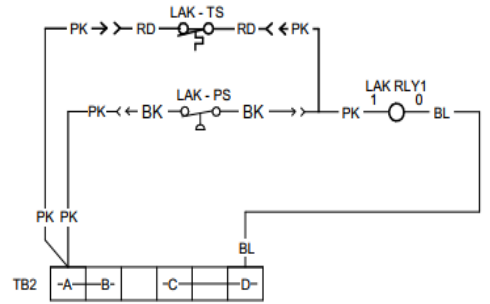 LAK - TS
PK RD RD PK
LAK - PS
PK BK BK PK BL
LAK RLY1
1 0
PK PK
BL
TB2 -A -B- -C -D-